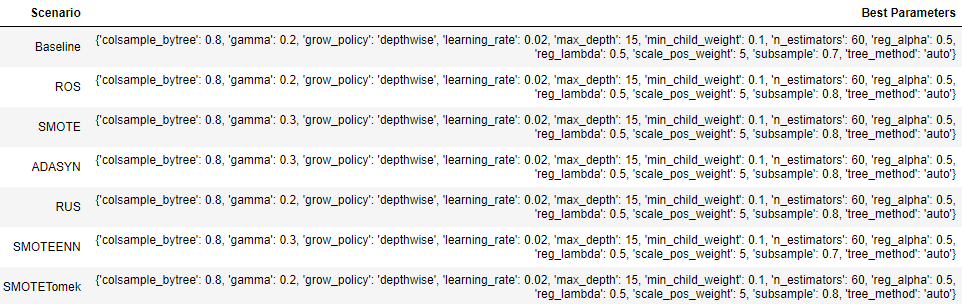 Scenario Best Parameters
Baseline {'colsample_bytree': 0.8, 'gamma': 0.2, 'grow_policy': 'depthwise', 'learning_rate': 0.02, 'max_depth': 15, 'min_child_weight': 0.1, 'n_estimators': 60, 'reg_alpha': 0.5,
'reg_lambda': 0.5, 'scale_pos_weight': 5, 'subsample': 0.7, 'tree_method': 'auto'}
ROS {'colsample_bytree': 0.8, 'gamma': 0.2, 'grow_policy': 'depthwise', 'learning_rate': 0.02, 'max_depth': 15, 'min_child_weight': 0.1, 'n_estimators': 60, 'reg_alpha': 0.5,
'reg_lambda': 0.5, 'scale_pos_weight': 5, 'subsample': 0.8, 'tree_method': 'auto'}
SMOTE {'colsample_bytree': 0.8, 'gamma': 0.3, 'grow_policy': 'depthwise', 'learning_rate': 0.02, 'max_depth': 15, 'min_child_weight': 0.1, 'n_estimators': 60, 'reg_alpha': 0.5,
'reg_lambda': 0.5, 'scale_pos_weight': 5, 'subsample': 0.8, 'tree_method': 'auto'}
ADASYN {'colsample_bytree': 0.8, 'gamma': 0.3, 'grow_policy': 'depthwise', 'learning_rate': 0.02, 'max_depth': 15, 'min_child_weight': 0.1, 'n_estimators': 60, 'reg_alpha': 0.5,
'reg_lambda': 0.5, 'scale_pos_weight': 5, 'subsample': 0.8, 'tree_method': 'auto'}
RUS {'colsample_bytree': 0.8, 'gamma': 0.2, 'grow_policy': 'depthwise', 'learning_rate': 0.02, 'max_depth': 15, 'min_child_weight': 0.1, 'n_estimators': 60, 'reg_alpha': 0.5,
'reg_lambda': 0.5, 'scale_pos_weight': 5, 'subsample': 0.8, 'tree_method': 'auto'}
SMOTEENN {'colsample_bytree': 0.8, 'gamma': 0.3, 'grow_policy': 'depthwise', 'learning_rate': 0.02, 'max_depth': 15, 'min_child_weight': 0.1, 'n_estimators': 60, 'reg_alpha': 0.5,
'reg_lambda': 0.5, 'scale_pos_weight': 5, 'subsample': 0.7, 'tree_method': 'auto'}
SMOTETomek {'colsample_bytree': 0.8, 'gamma': 0.2, 'grow_policy': 'depthwise', 'learning_rate': 0.02, 'max_depth': 15, 'min_child_weight': 0.1, 'n_estimators': 60, 'reg_alpha': 0.5,
'reg_lambda': 0.5, 'scale_pos_weight': 5, 'subsample': 0.8, 'tree_method': 'auto'}